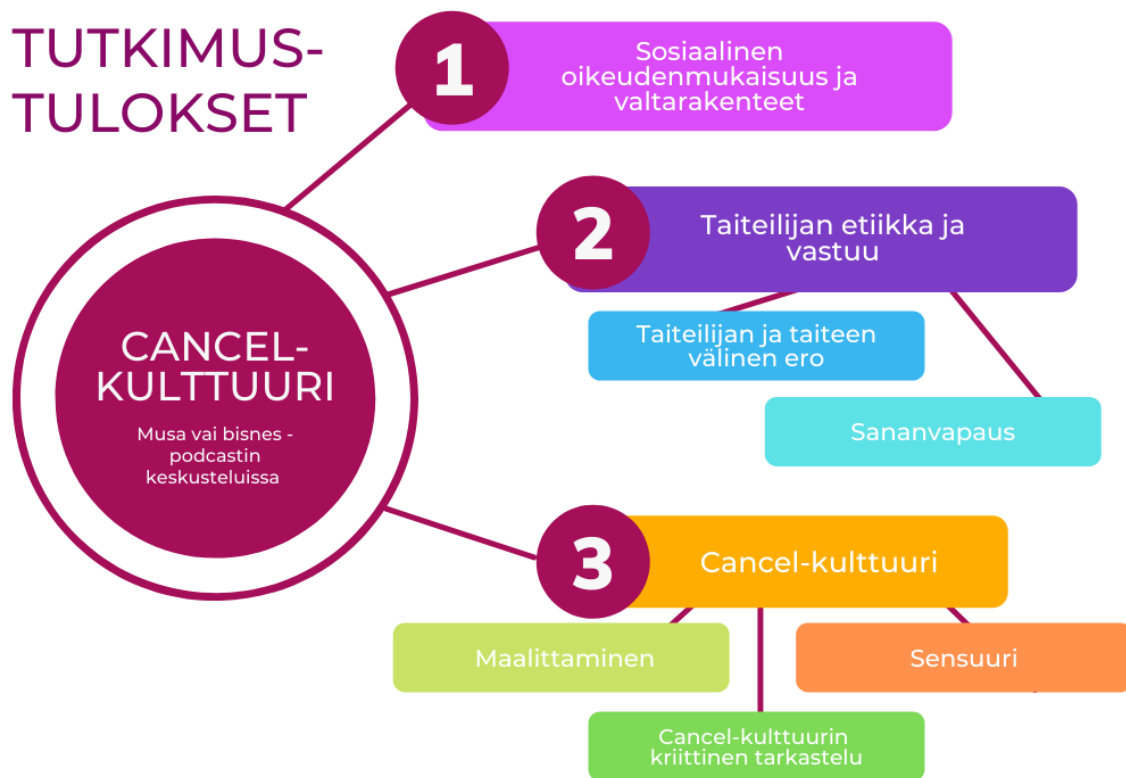 TUTKIMUS-
TULOKSET
1
Sosiaalinen
oikeudenmukaisuus ja
valtarakenteet
2
Taiteilijan etiikka ja
vastuu
Taiteilijan ja taiteen
välinen ero
Sananvapaus
CANCEL-
KULTTUURI
Musa vai bisnes -
podcastin
keskusteluissa
3
Cancel-kulttuuri
Maalittaminen
Sensuuri
Cancel-kulttuurin
kriittinen tarkastelu